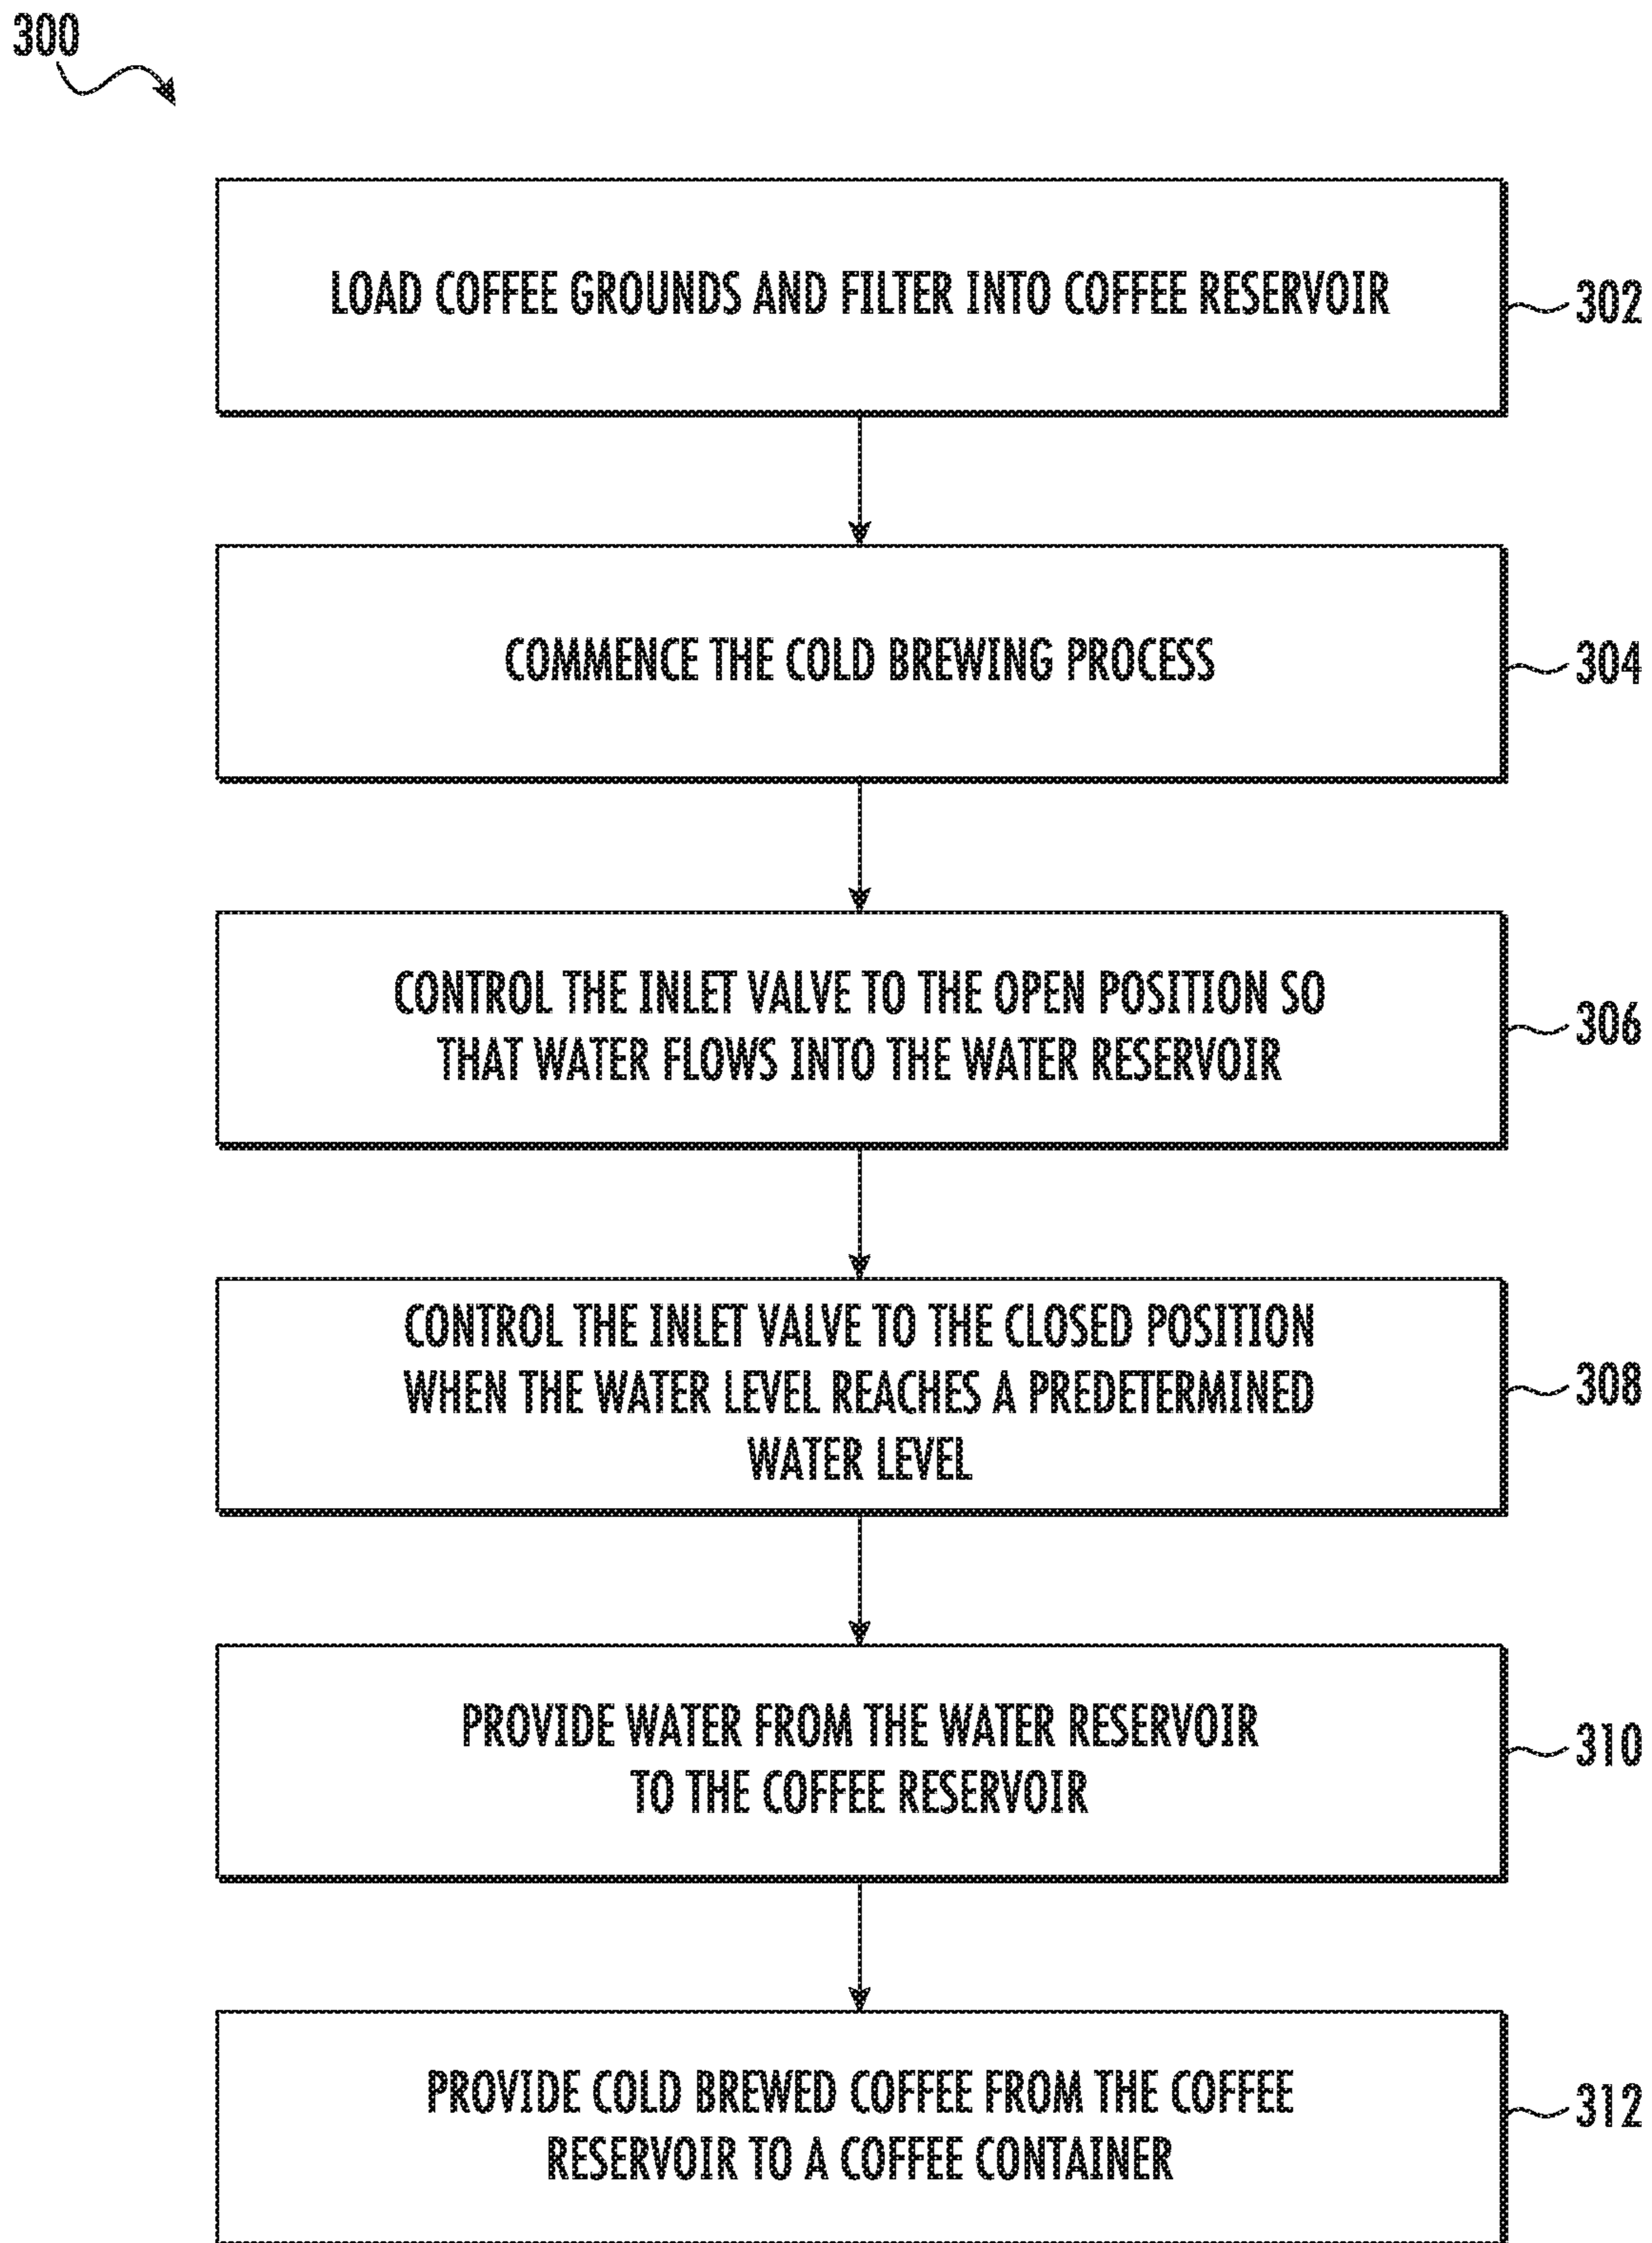 300
LOAD COFFEE GROUNDS AND FILTER INTO COFFEE RESERVOIR
302
COMMENCE THE COLD BREWING PROCESS
304
CONTROL THE INLET VALVE TO THE OPEN POSITION SO
THAT WATER FLOWS INTO THE WATER RESERVOIR
306
CONTROL THE INLET VALVE TO THE CLOSED POSITION
WHEN THE WATER LEVEL REACHES A PREDETERMINED
WATER LEVEL
308
PROVIDE WATER FROM THE WATER RESERVOIR
TO THE COFFEE RESERVOIR
310
PROVIDE COLD BREWED COFFEE FROM THE COFFEE
RESERVOIR TO A COFFEE CONTAINER
312